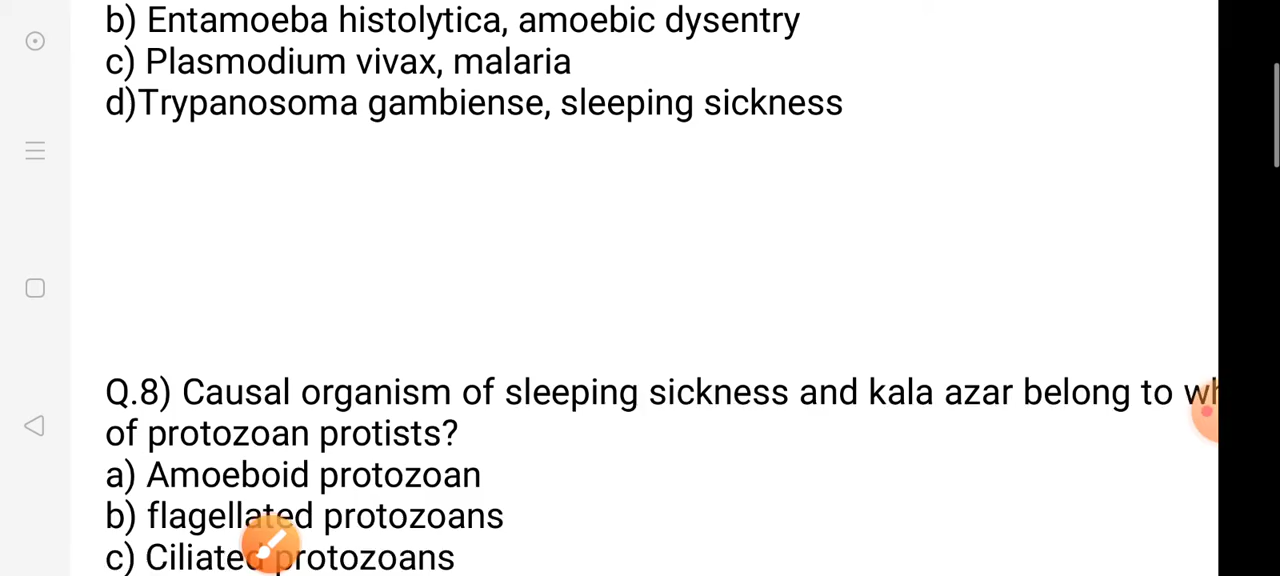 b) Entamoeba histolytica, amoebic dysentry
c) Plasmodium vivax, malaria
d)Trypanosoma gambiense, sleeping sickness
Q.8) Causal organism of sleeping sickness and kala azar belong to
of protozoan protists?
a) Amoeboid protozoan
b) flagellated protozoans
c) Ciliated protozoans